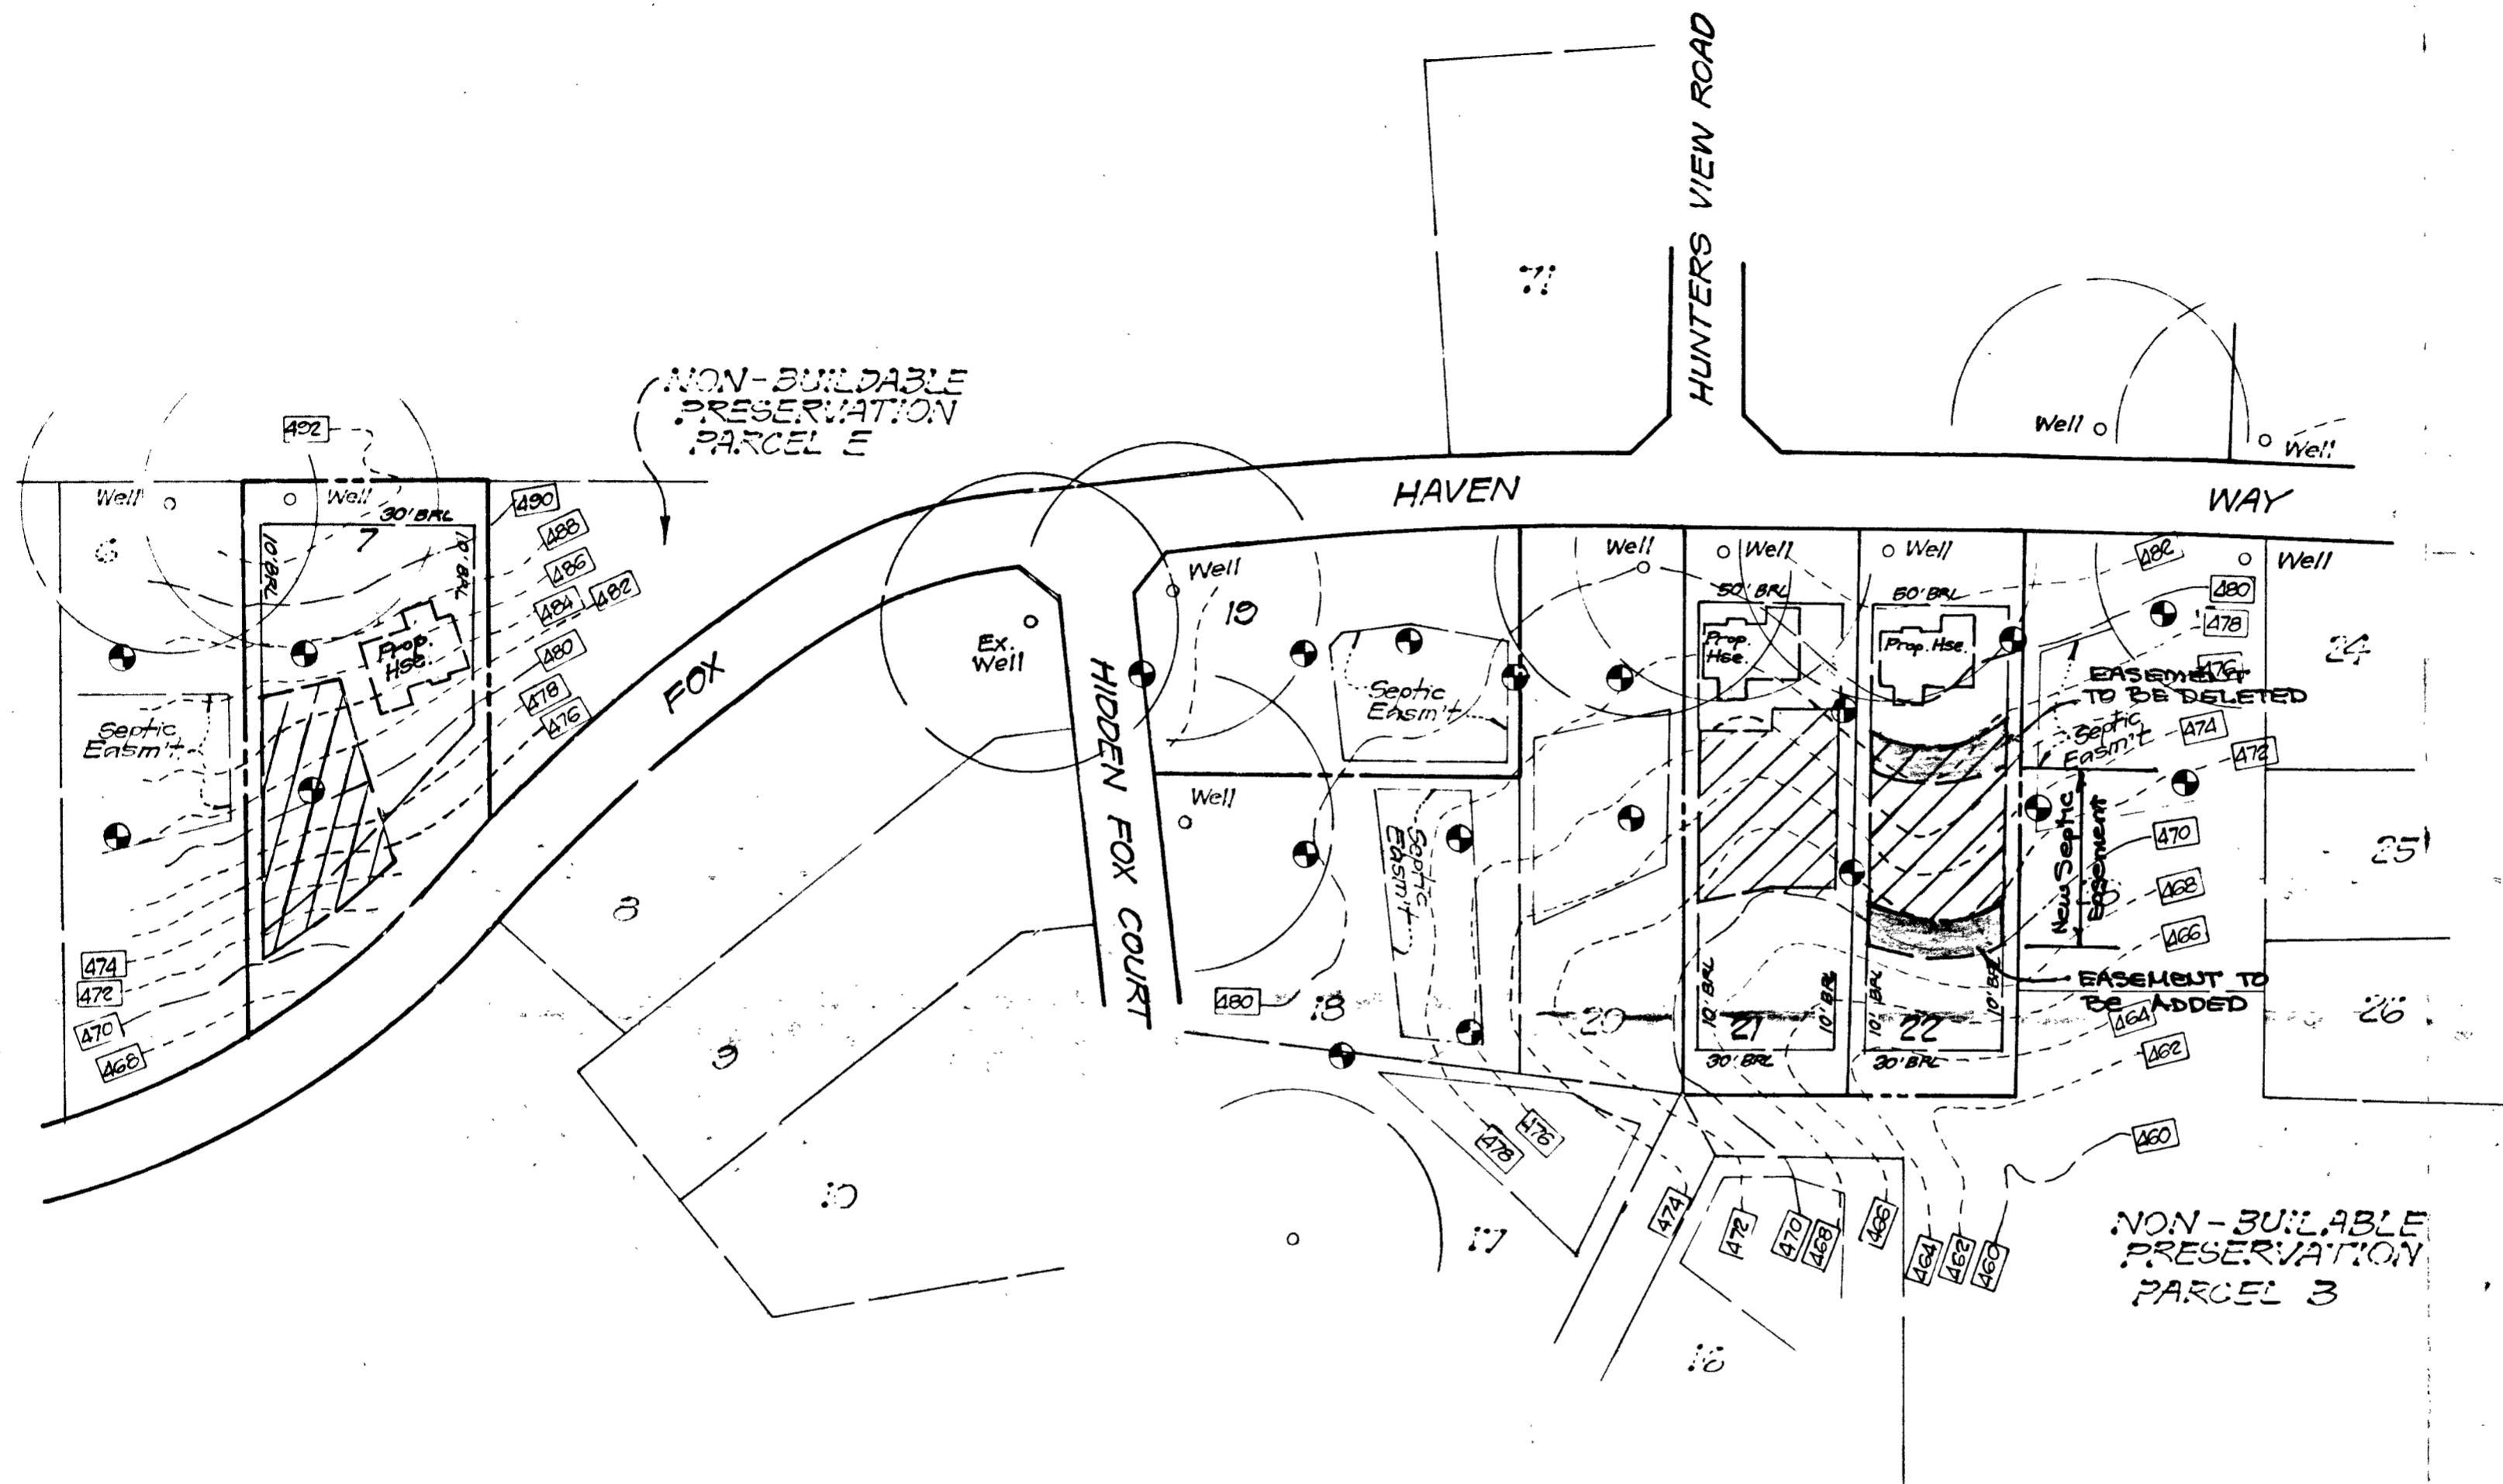 HUNTERS VIEW ROAD
71
NON-BUILDABLE
PRESERVATION
PARCEL E
492
Well
Well
30' BRL
7
6
10' BRL
10' BRL
490
488
486
484
482
480
478
476
Prop.
Hse.
Septic
Easm't.
474
472
470
468
FOX
HAVEN
WAY
Well
Well
Ex.
Well
HIDDEN FOX COURT
Well
19
Septic
Easm't.
Well
Septic
Easm't.
480
18
8
9
10
Well
Well
Well
Well
50' BRL
50' BRL
Prop.
Hse.
Prop. Hse.
482
480
478
476
24
EASEMENT
TO BE DELETED
Septic
Easm't
474
472
New Septic
Easement
470
468
466
25
EASEMENT TO
BE ADDED
464
462
26
20
10' BRL
21
10' BRL
10' BRL
22
10' BRL
30' BRL
30' BRL
460
478
476
17
474
472
470
468
466
464
462
460
16
NON-BUILABLE
PRESERVATION
PARCEL 3